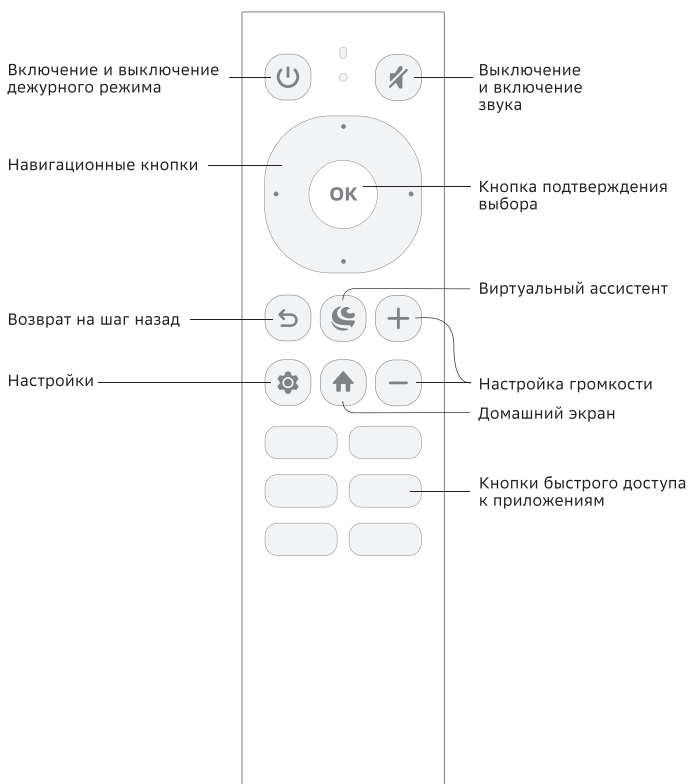 Включение и выключение
дежурного режима
Выключение
и включение
звука
Навигационные кнопки
OK
Кнопка подтверждения
выбора
Виртуальный ассистент
Возврат на шаг назад
Настройки
Настройка громкости
Домашний экран
Кнопки быстрого доступа
к приложениям